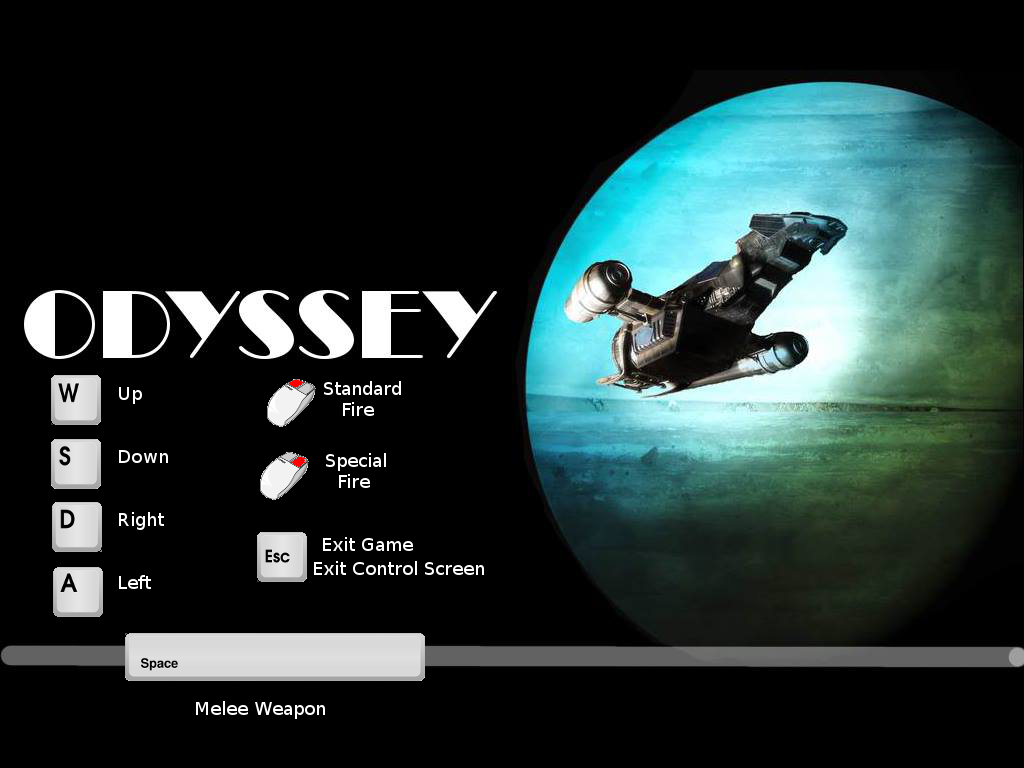 ODYSSEY
W Up
S Down
D Right
A Left
Standard
Fire
Special
Fire
Esc Exit Game
Exit Control Screen
Space
Melee Weapon